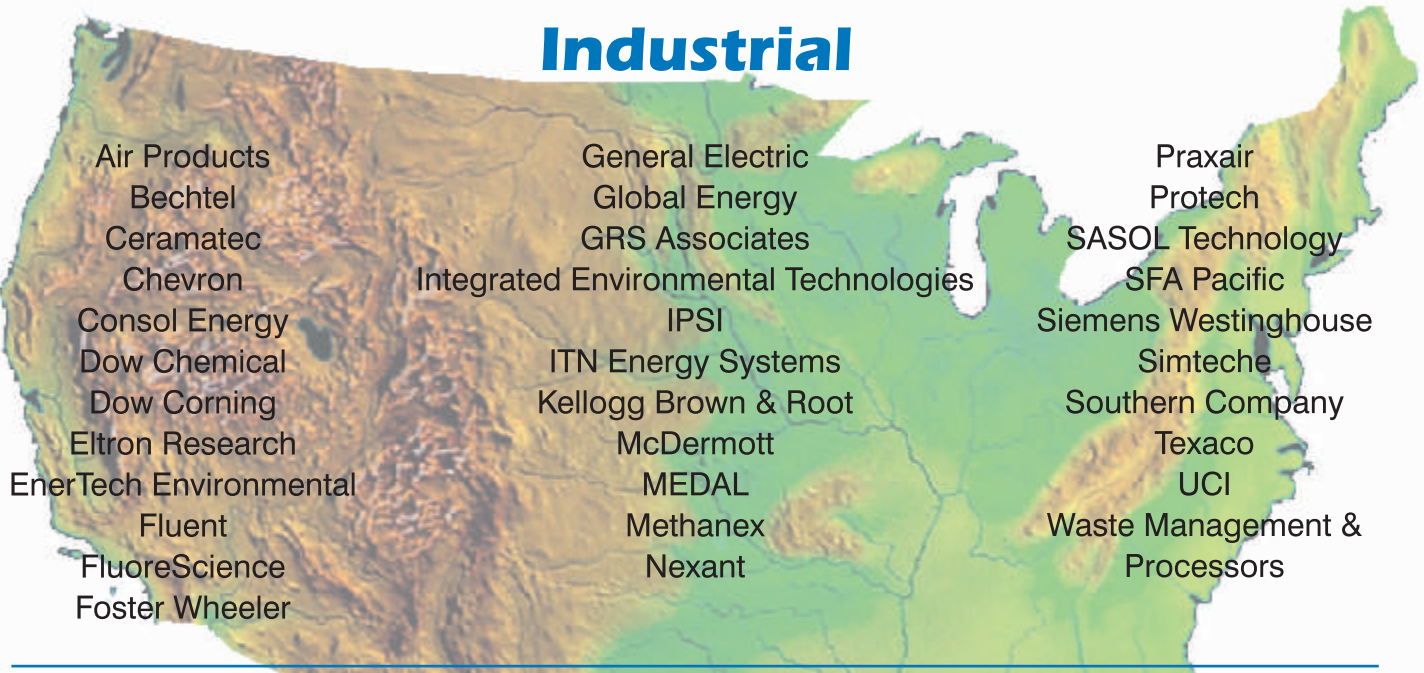 Industrial
Air Products
Bechtel
Ceramatec
Chevron
Consol Energy
Dow Chemical
Dow Corning
Eltron Research
EnerTech Environmental
Fluent
FluoreScience
Foster Wheeler
General Electric
Global Energy
GRS Associates
Integrated Environmental Technologies
IPSI
ITN Energy Systems
Kellogg Brown & Root
McDermott
MEDAL
Methanex
Nexant
Praxair
Protech
SASOL Technology
SFA Pacific
Siemens Westinghouse
Simteche
Southern Company
Texaco
UCI
Waste Management &
Processors